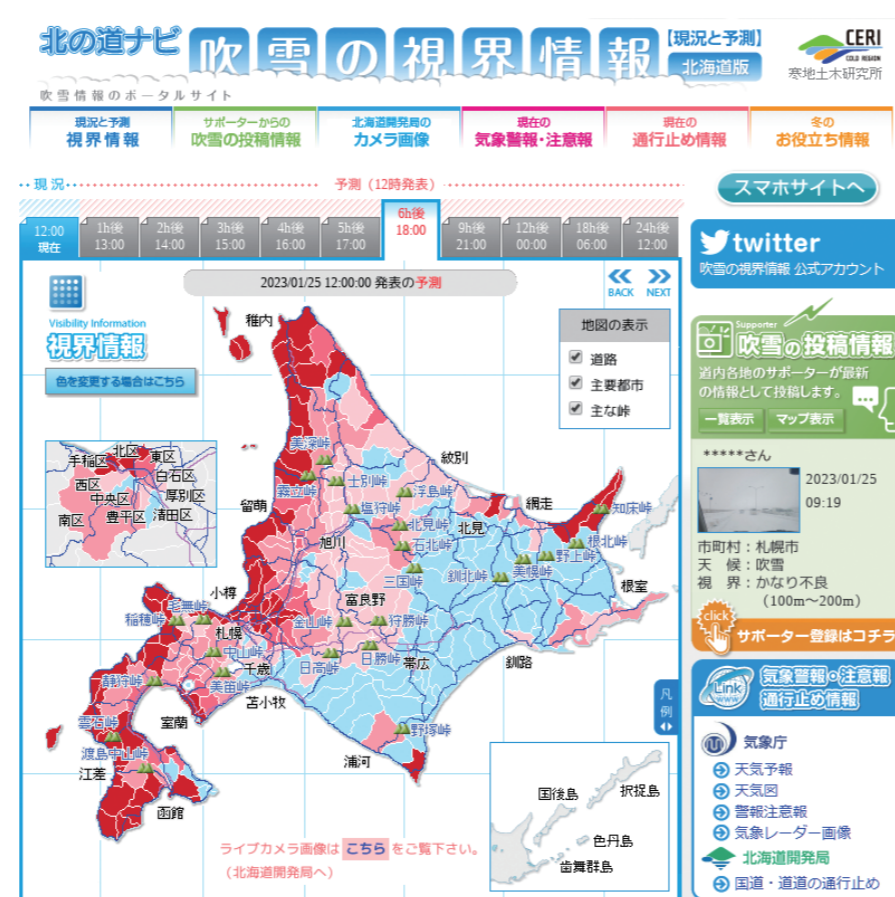 北の道ナビ
吹雪の視界情報
【現況と予測】
北海道版
CERI
COLD REGION
寒地土木研究所
吹雪情報のポータルサイト
現況と予測
視界情報
サポーターからの
吹雪の投稿情報
北海道開発局の
カメラ画像
現在の
気象警報・注意報
現在の
通行止め情報
冬の
お役立ち情報
現況
予測（12時発表）
12:00
現在
1h後
13:00
2h後
14:00
3h後
15:00
4h後
16:00
5h後
17:00
6h後
18:00
9h後
21:00
12h後
00:00
18h後
06:00
24h後
12:00
2023/01/25 12:00:00 発表の予測
BACK NEXT
Visibility Information
視界情報
色を変更する場合はこちら
地図の表示
道路
主要都市
主な峠
稚内
美深峠
紋別
霧立峠
士別峠
浮島峠
留萌
塩狩峠
網走
知床峠
北見峠
北見
旭川
石北峠
根北峠
野上峠
三国峠
釧北峠
美幌峠
根室
小樽
毛無峠
稲穂峠
富良野
札幌
金山峠
狩勝峠
中山峠
千歳
日高峠
日勝峠
帯広
釧路
静狩峠
美笛峠
苫小牧
雲石峠
室蘭
野塚峠
渡島中山峠
浦河
江差
函館
手稲区
北区
東区
西区
白石区
中央区
厚別区
南区
豊平区
清田区
凡例
国後島
択捉島
色丹島
歯舞群島
ライブカメラ画像は こちら をご覧下さい。
(北海道開発局へ)
スマホサイトへ
twitter
吹雪の視界情報 公式アカウント
Supporter
吹雪の投稿情報
道内各地のサポーターが最新
の情報として投稿します。
一覧表示
マップ表示
*****さん
2023/01/25
09:19
市町村：札幌市
天　候：吹雪
視　界：かなり不良
(100m～200m)
click
サポーター登録はコチラ
Link
気象警報・注意報
通行止め情報
気象庁
天気予報
天気図
警報注意報
気象レーダー画像
北海道開発局
国道・道道の通行止め